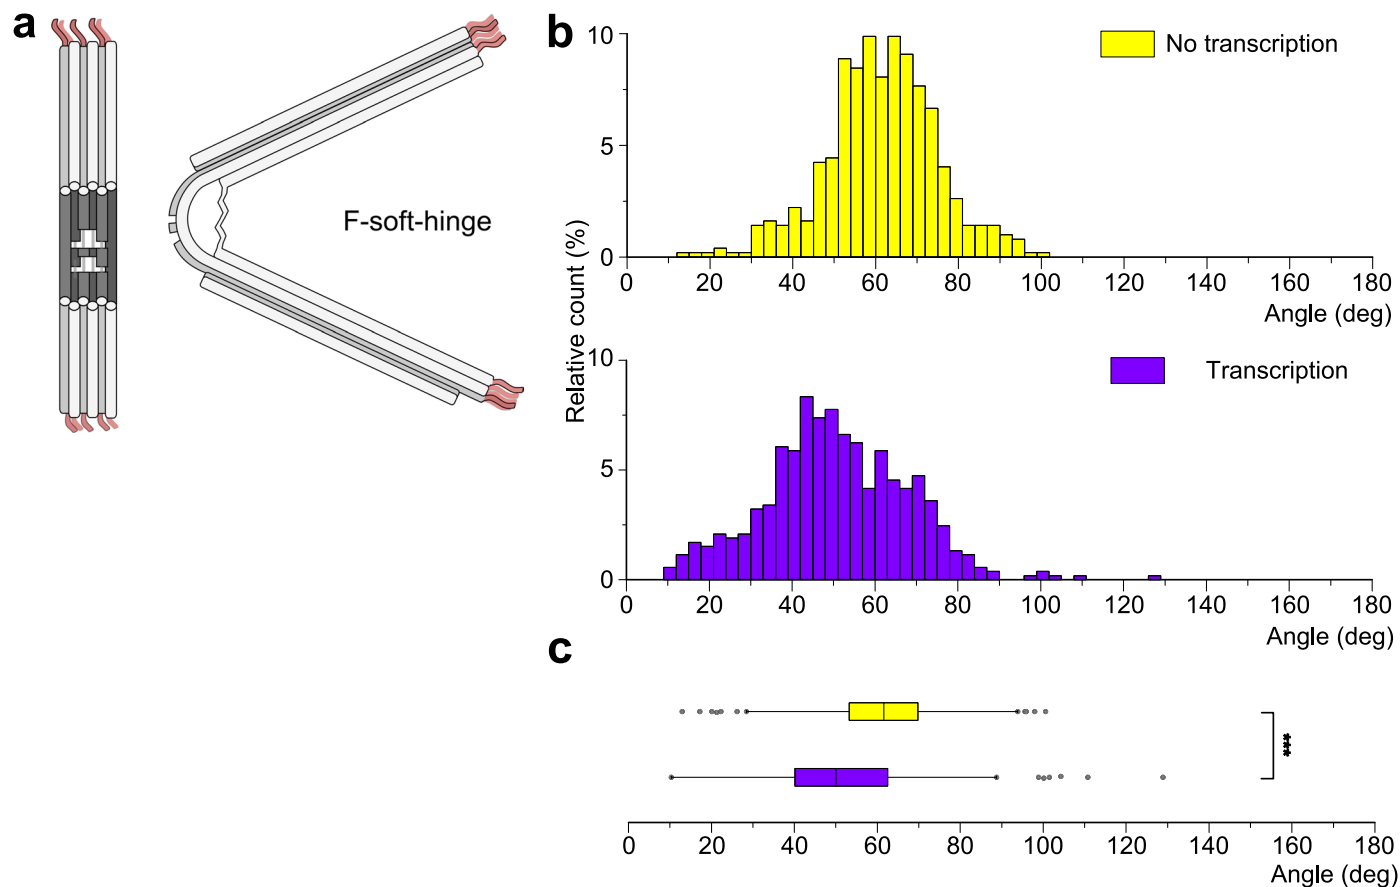 a
F-soft-hinge
b
No transcription
10
5
0
0 20 40 60 80 100 120 140 160 180
Angle (deg)
Relative count (%)
Transcription
10
5
0
0 20 40 60 80 100 120 140 160 180
Angle (deg)
c
***
0 20 40 60 80 100 120 140 160 180
Angle (deg)